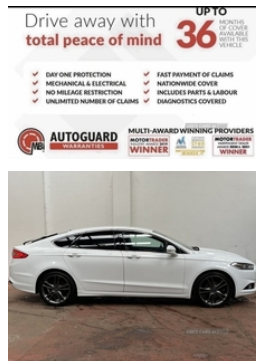 Drive away with
total peace of mind
UP TO
36
MONTHS
OF COVER
AVAILABLE
WITH THIS
VEHICLE
DAY ONE PROTECTION
MECHANICAL & ELECTRICAL
NO MILEAGE RESTRICTION
UNLIMITED NUMBER OF CLAIMS
FAST PAYMENT OF CLAIMS
NATIONWIDE COVER
INCLUDES PARTS & LABOUR
DIAGNOSTICS COVERED
AUTOGUARD
WARRANTIES
MULTI-AWARD WINNING PROVIDERS
MOTORTRADER
WINNER
MOTORTRADER
WINNER